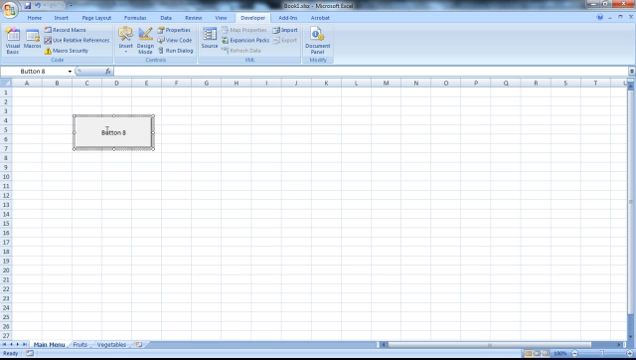 Book1.xlsx - Microsoft Excel
Home Insert Page Layout Formulas Data Review View Developer Add-Ins Acrobat
Visual Basic
Macros
Record Macro
Use Relative References
Macro Security
Code
Insert
Design Mode
Properties
View Code
Run Dialog
Controls
Source
Map Properties
Expansion Packs
Refresh Data
Import
Export
XML
Document Panel
Modify
Button 8
A B C D E F G H I J K L M N O P Q R S T U
1
2
3
4
5
Button 8
6
7
8
9
10
11
12
13
14
15
16
17
18
19
20
21
22
23
24
25
26
27
Main Menu Fruits Vegetables
Ready
100%